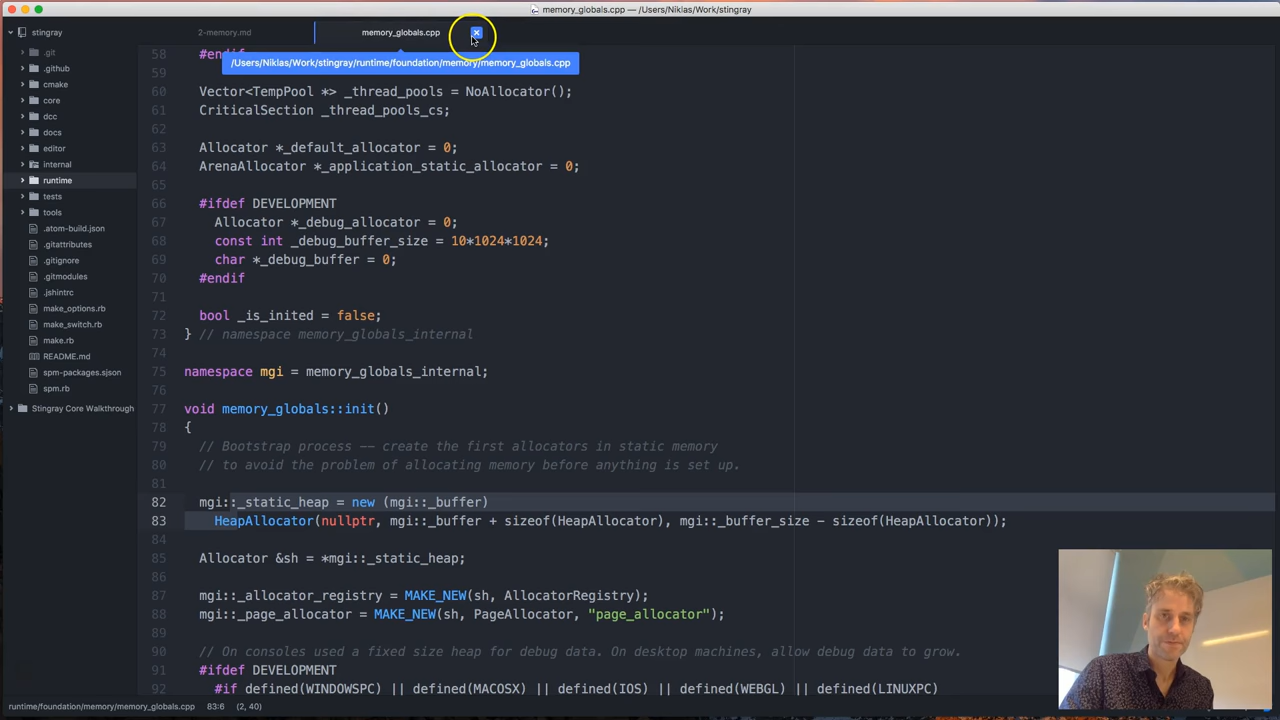 memory_globals.cpp — /Users/Niklas/Work/stingray
stingray
2-memory.md
memory_globals.cpp
/Users/Niklas/Work/stingray/runtime/foundation/memory/memory_globals.cpp
.git
.github
cmake
core
dcc
docs
editor
internal
runtime
tests
tools
.atom-build.json
.gitattributes
.gitignore
.gitmodules
.jshintrc
make_options.rb
make_switch.rb
make.rb
README.md
spm-packages.sjson
spm.rb
Stingray Core Walkthrough
58 #endif
59
60 Vector<TempPool *> _thread_pools = NoAllocator();
61 CriticalSection _thread_pools_cs;
62
63 Allocator *_default_allocator = 0;
64 ArenaAllocator *_application_static_allocator = 0;
65
66 #ifdef DEVELOPMENT
67 Allocator *_debug_allocator = 0;
68 const int _debug_buffer_size = 10*1024*1024;
69 char *_debug_buffer = 0;
70 #endif
71
72 bool _is_inited = false;
73 } // namespace memory_globals_internal
74
75 namespace mgi = memory_globals_internal;
76
77 void memory_globals::init()
78 {
79 // Bootstrap process -- create the first allocators in static memory
80 // to avoid the problem of allocating memory before anything is set up.
81
82 mgi::_static_heap = new (mgi::_buffer)
83 HeapAllocator(nullptr, mgi::_buffer + sizeof(HeapAllocator), mgi::_buffer_size - sizeof(HeapAllocator));
84
85 Allocator &sh = *mgi::_static_heap;
86
87 mgi::_allocator_registry = MAKE_NEW(sh, AllocatorRegistry);
88 mgi::_page_allocator = MAKE_NEW(sh, PageAllocator, "page_allocator");
89
90 // On consoles used a fixed size heap for debug data. On desktop machines, allow debug data to grow.
91 #ifdef DEVELOPMENT
92 #if defined(WINDOWSPC) || defined(MACOSX) || defined(IOS) || defined(WEBGL) || defined(LINUXPC)
runtime/foundation/memory/memory_globals.cpp 83:6 (2, 40)